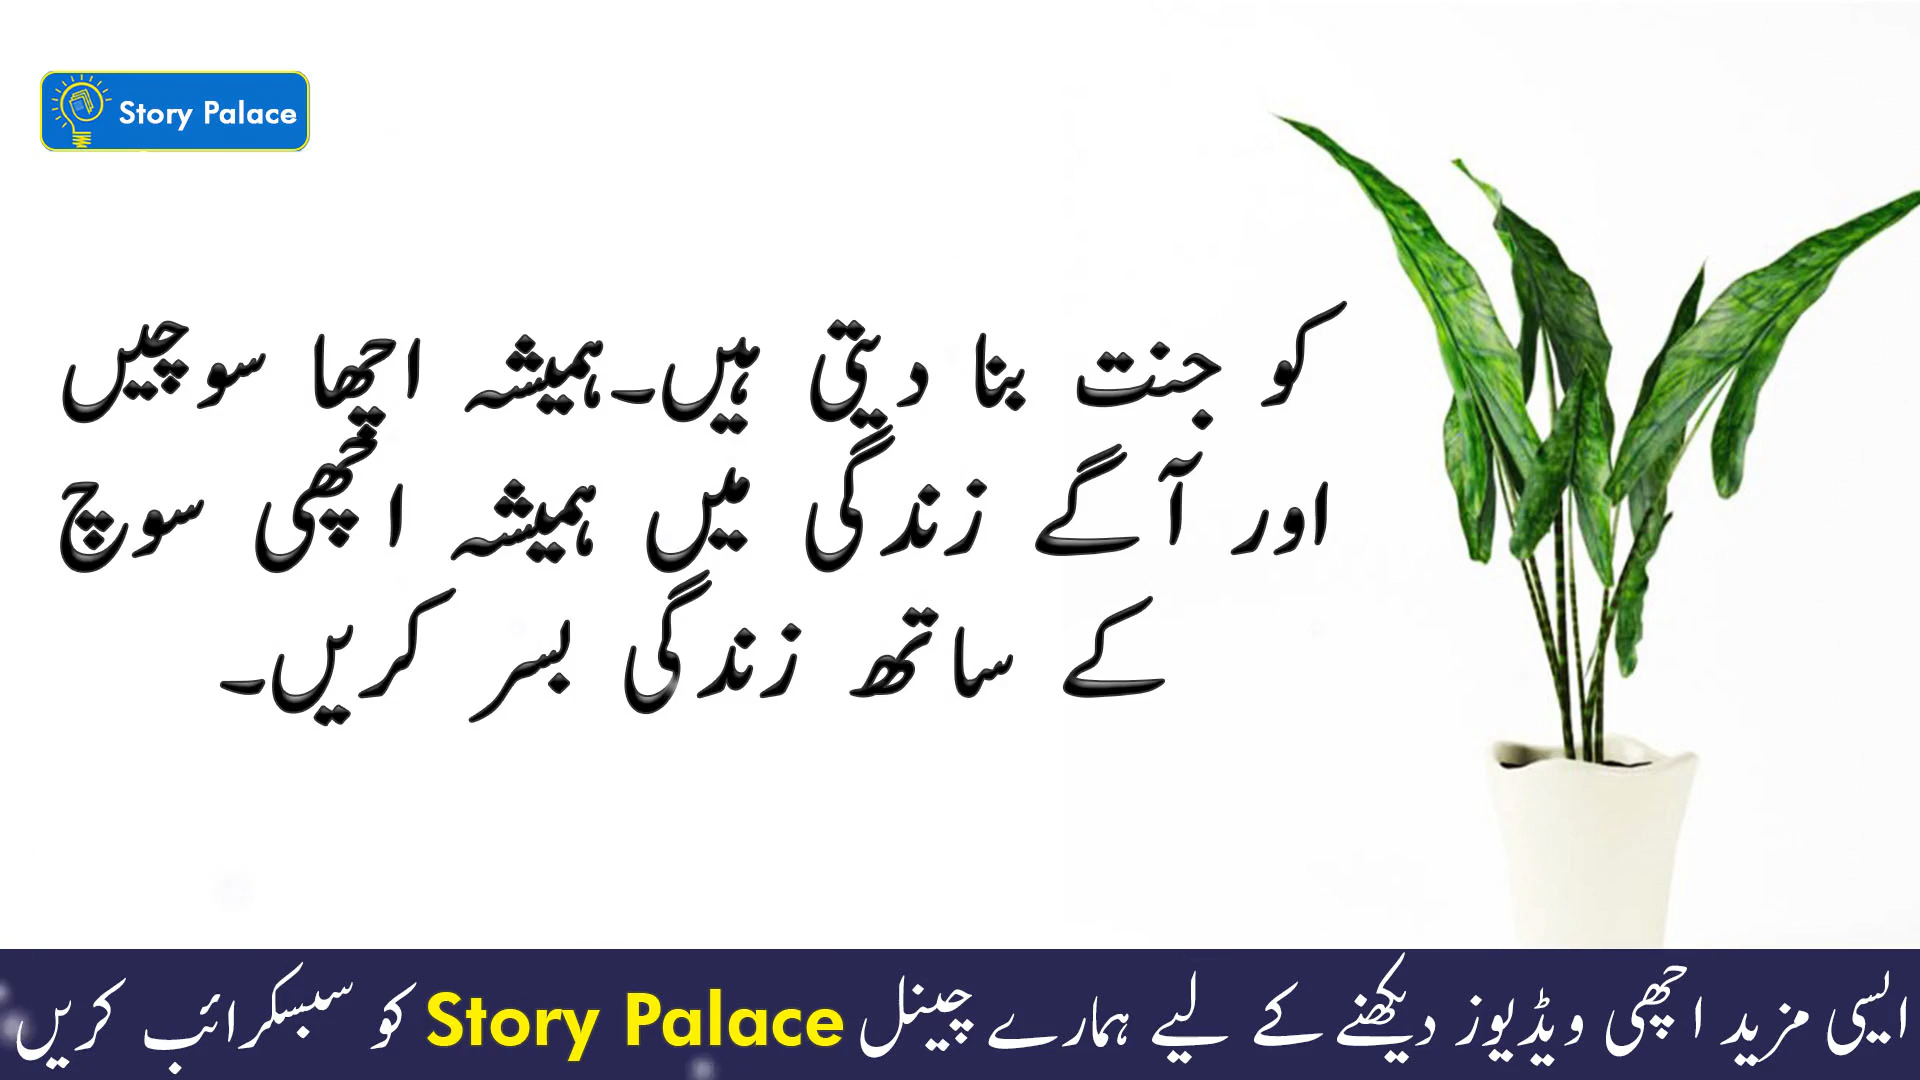 Story Palace
کو جنت بنا دیتی ہیں۔ہمیشہ اچھا سوچیں
اور آگے زندگی میں ہمیشہ اچھی سوچ
کے ساتھ زندگی بسر کریں۔
ایسی مزید اچھی ویڈیوز دیکھنے کے لیے ہمارے چینل Story Palace کو سبسکرائب کریں